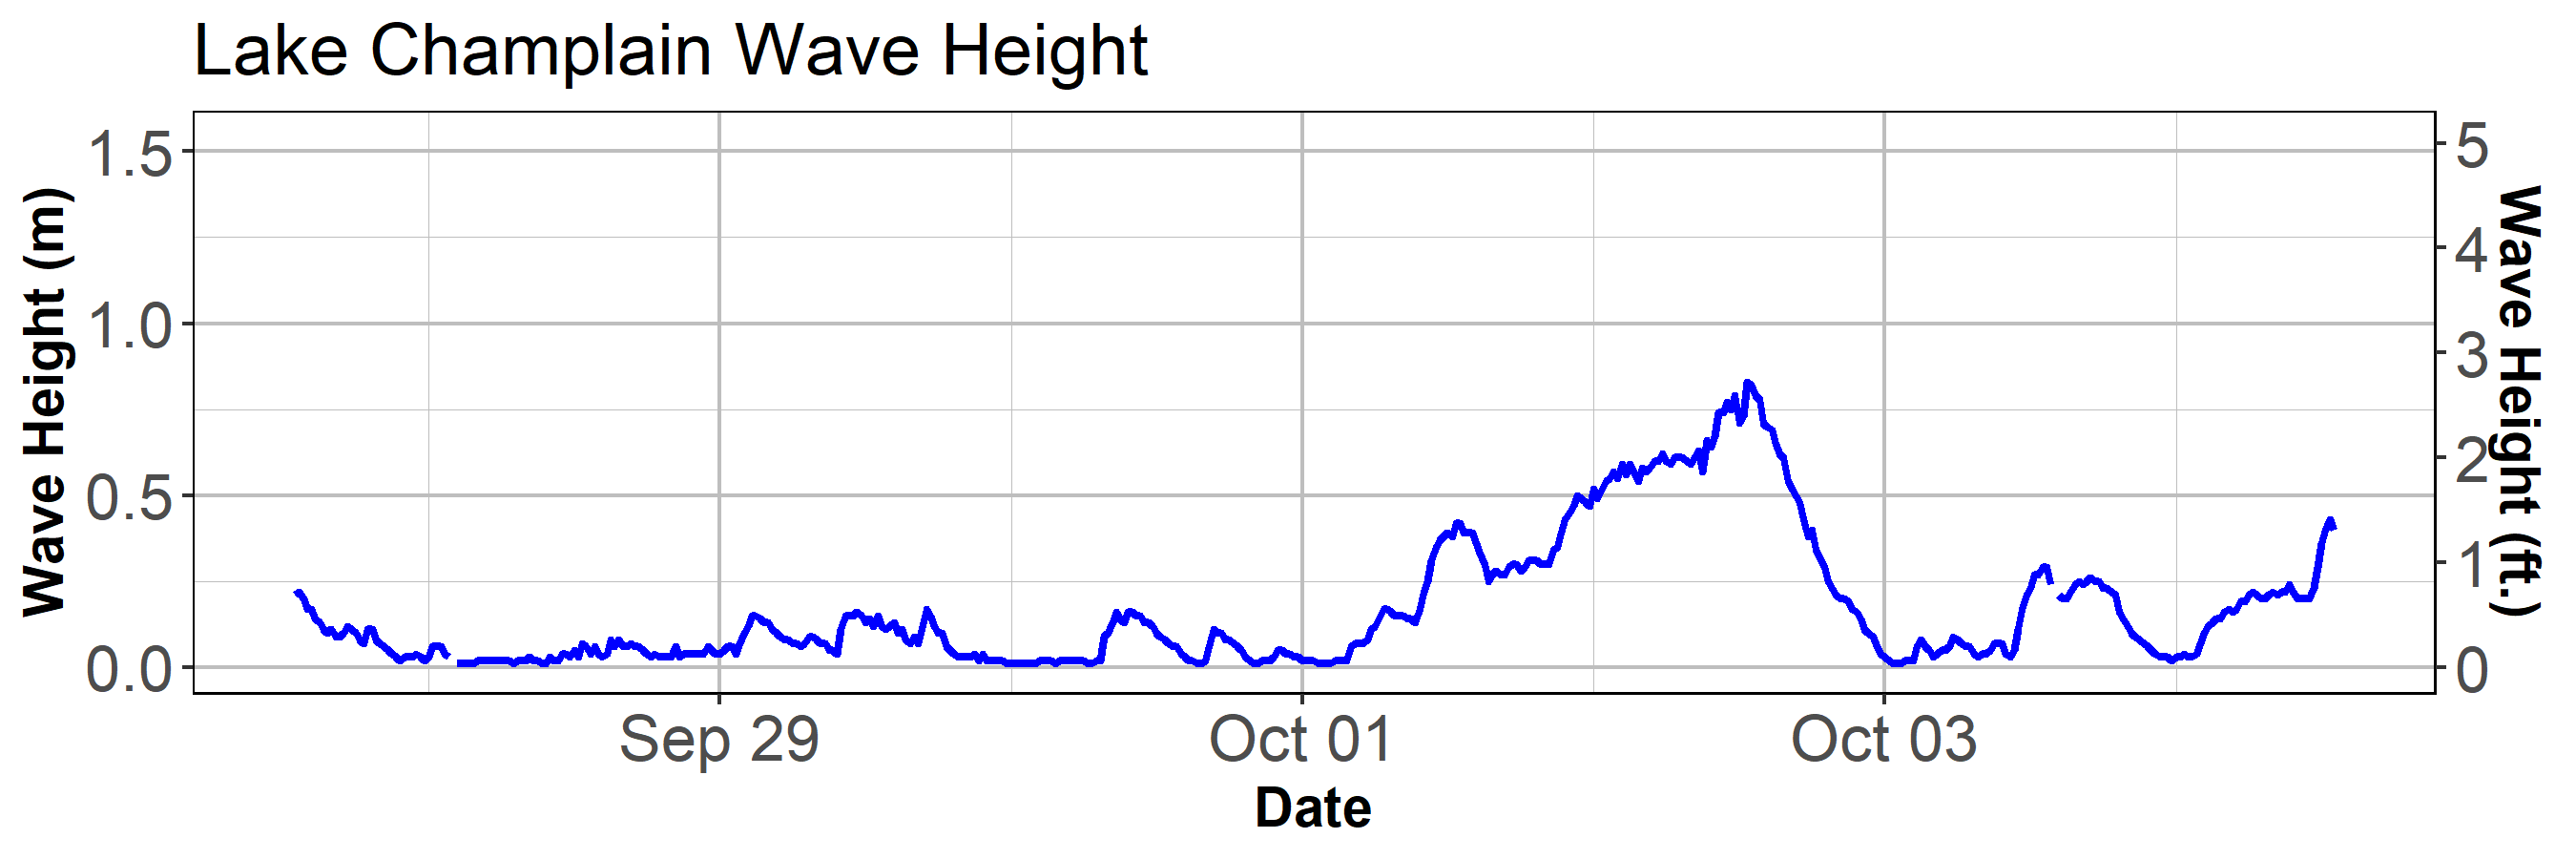 Lake Champlain Wave Height
Wave Height (m)
1.5
1.0
0.5
0.0
5
4
3
2
1
0
Wave Height (ft.)
Sep 29
Oct 01
Oct 03
Date